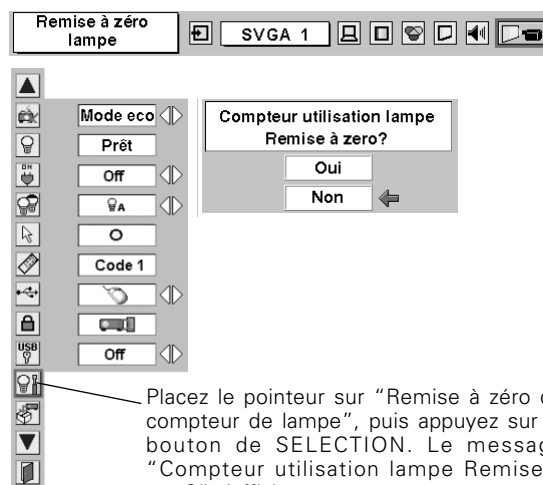 Remise à zéro
lampe
SVGA 1
Mode eco
Compteur utilisation lampe
Remise à zero?
Prêt
Oui
ON
Off
Non
A
Code 1
USB
Off
Placez le pointeur sur “Remise à zéro
compteur de lampe”, puis appuyez sur
bouton de SELECTION. Le
“Compteur utilisation lampe Remise